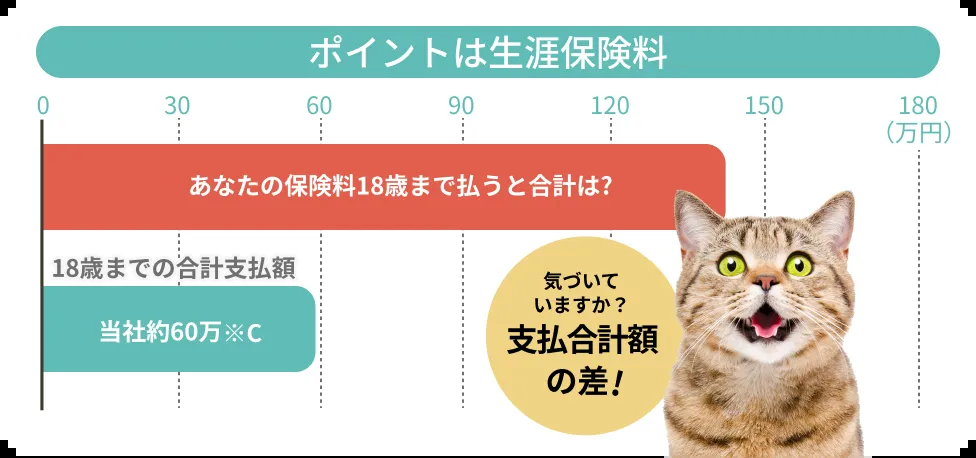 ポイントは生涯保険料
0 30 60 90 120 150 180
（万円）
あなたの保険料18歳まで払うと合計は?
18歳までの合計支払額
当社約60万※C
気づいて
いますか？
支払合計額
の差!